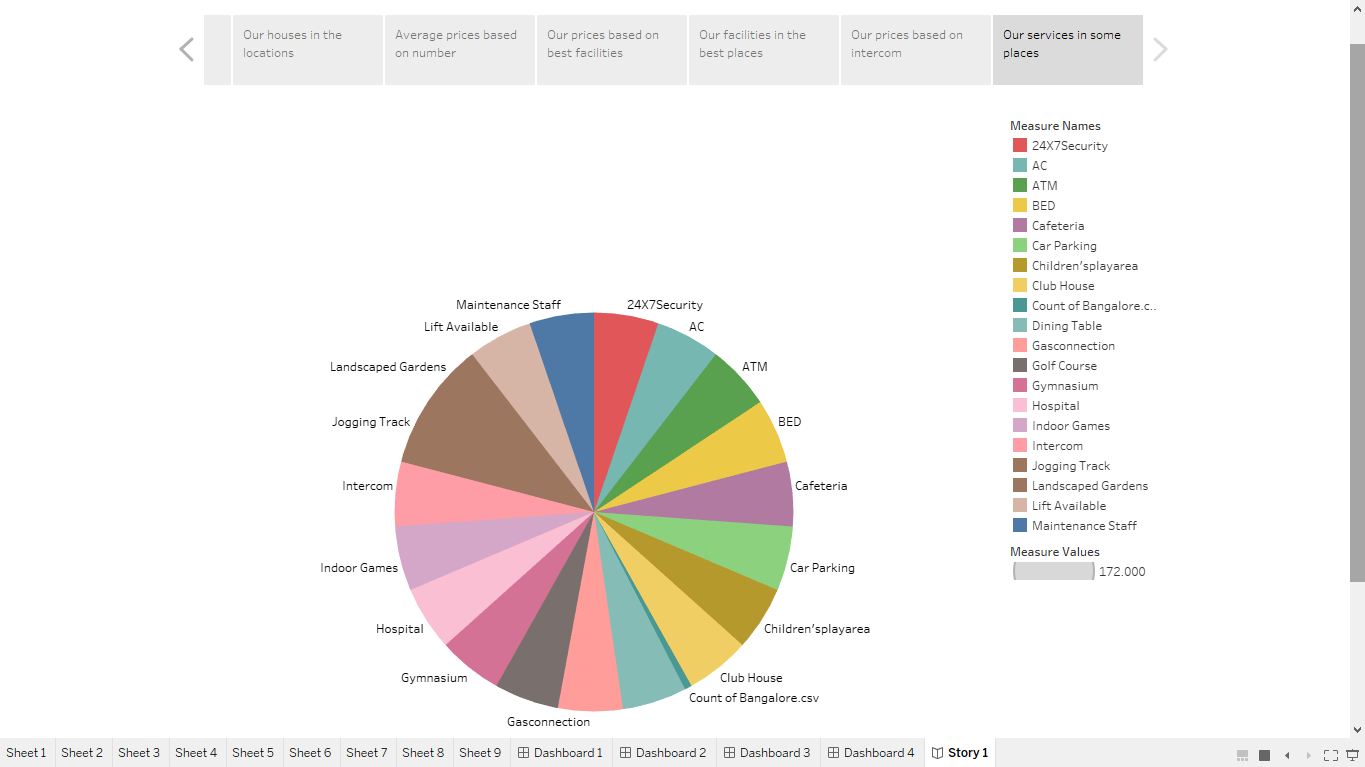 Our houses in the
locations
Average prices based
on number
Our prices based on
best facilities
Our facilities in the
best places
Our prices based on
intercom
Our services in some
places
Measure Names
24X7Security
AC
ATM
BED
Cafeteria
Car Parking
Children'splayarea
Club House
Count of Bangalore.c..
Dining Table
Gasconnection
Golf Course
Gymnasium
Hospital
Indoor Games
Intercom
Jogging Track
Landscaped Gardens
Lift Available
Maintenance Staff
Measure Values
172.000
Maintenance Staff
24X7Security
Lift Available
AC
Landscaped Gardens
ATM
Jogging Track
BED
Intercom
Cafeteria
Indoor Games
Car Parking
Hospital
Children'splayarea
Gymnasium
Club House
Count of Bangalore.csv
Gasconnection
Sheet 1
Sheet 2
Sheet 3
Sheet 4
Sheet 5
Sheet 6
Sheet 7
Sheet 8
Sheet 9
Dashboard 1
Dashboard 2
Dashboard 3
Dashboard 4
Story 1